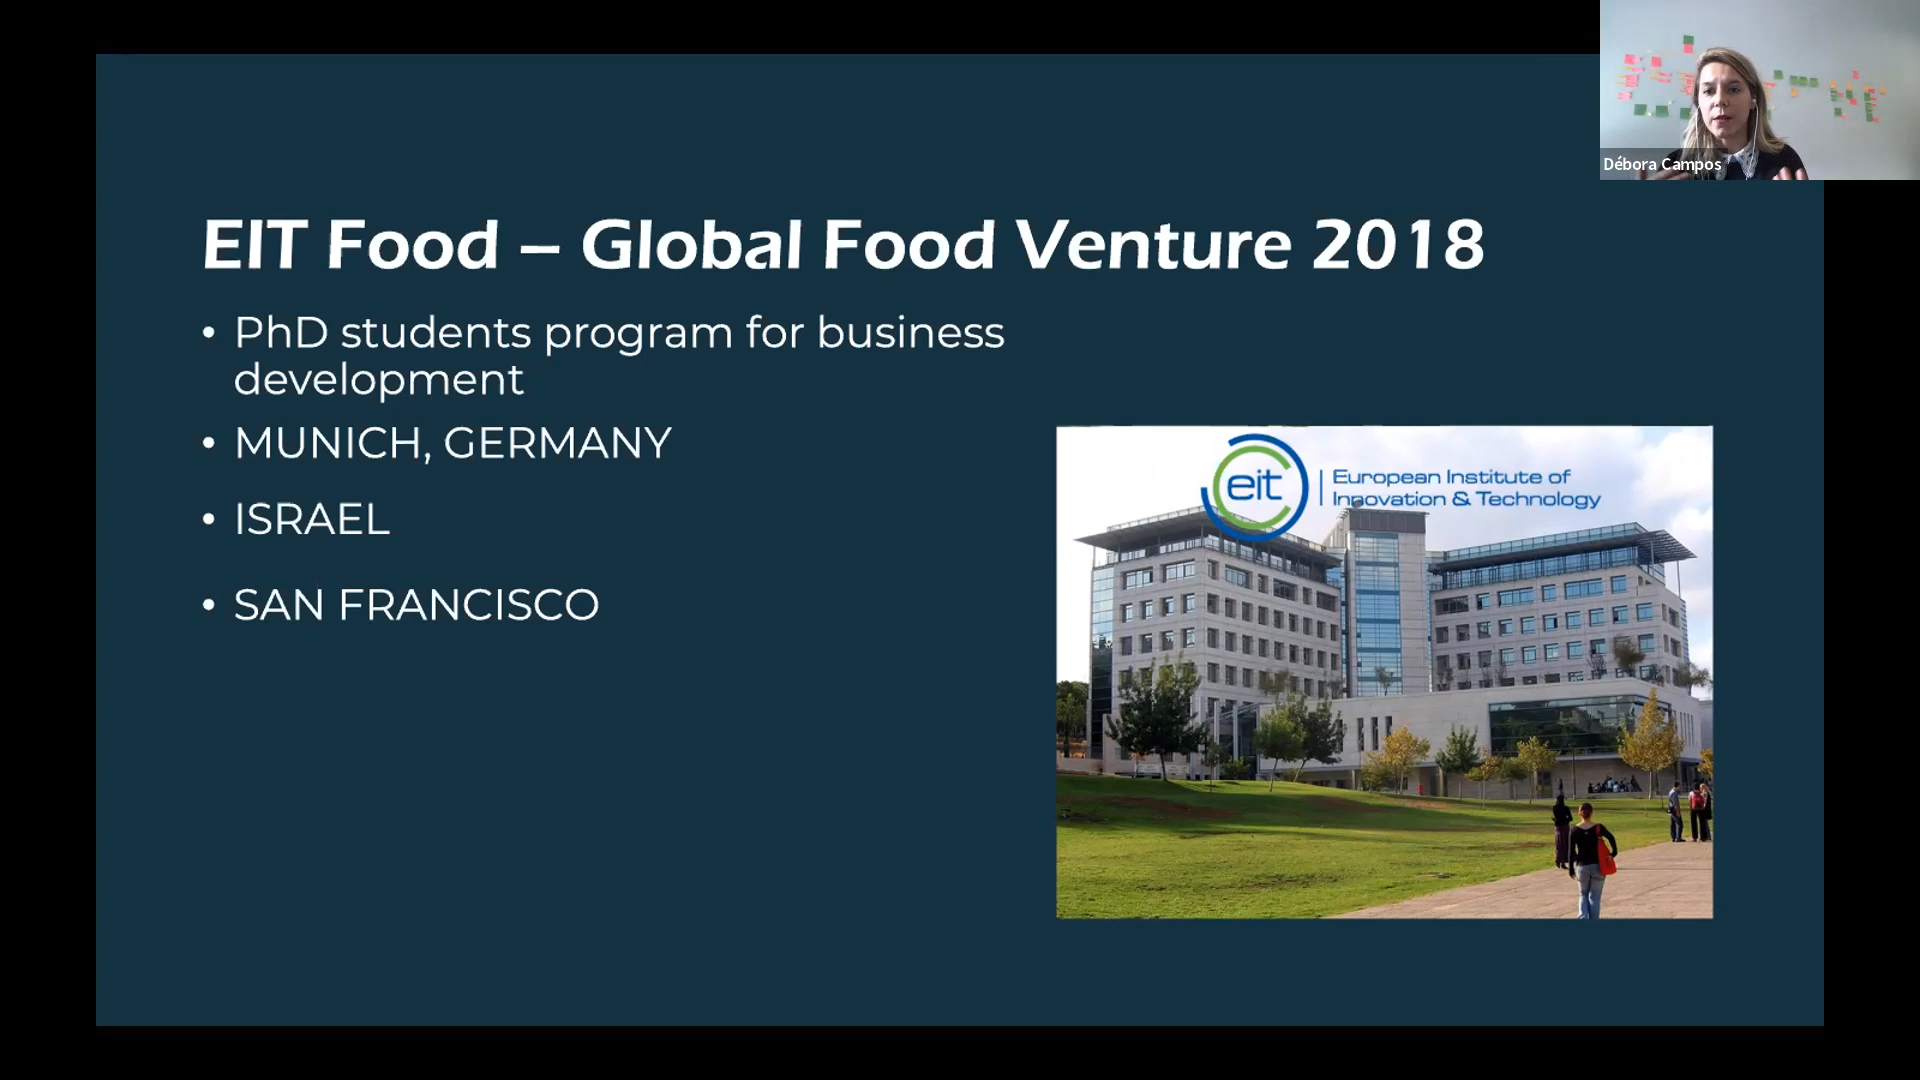 Débora Campos
EIT Food – Global Food Venture 2018
• PhD students program for business
development
• MUNICH, GERMANY
• ISRAEL
• SAN FRANCISCO
eit
European Institute of
Innovation & Technology